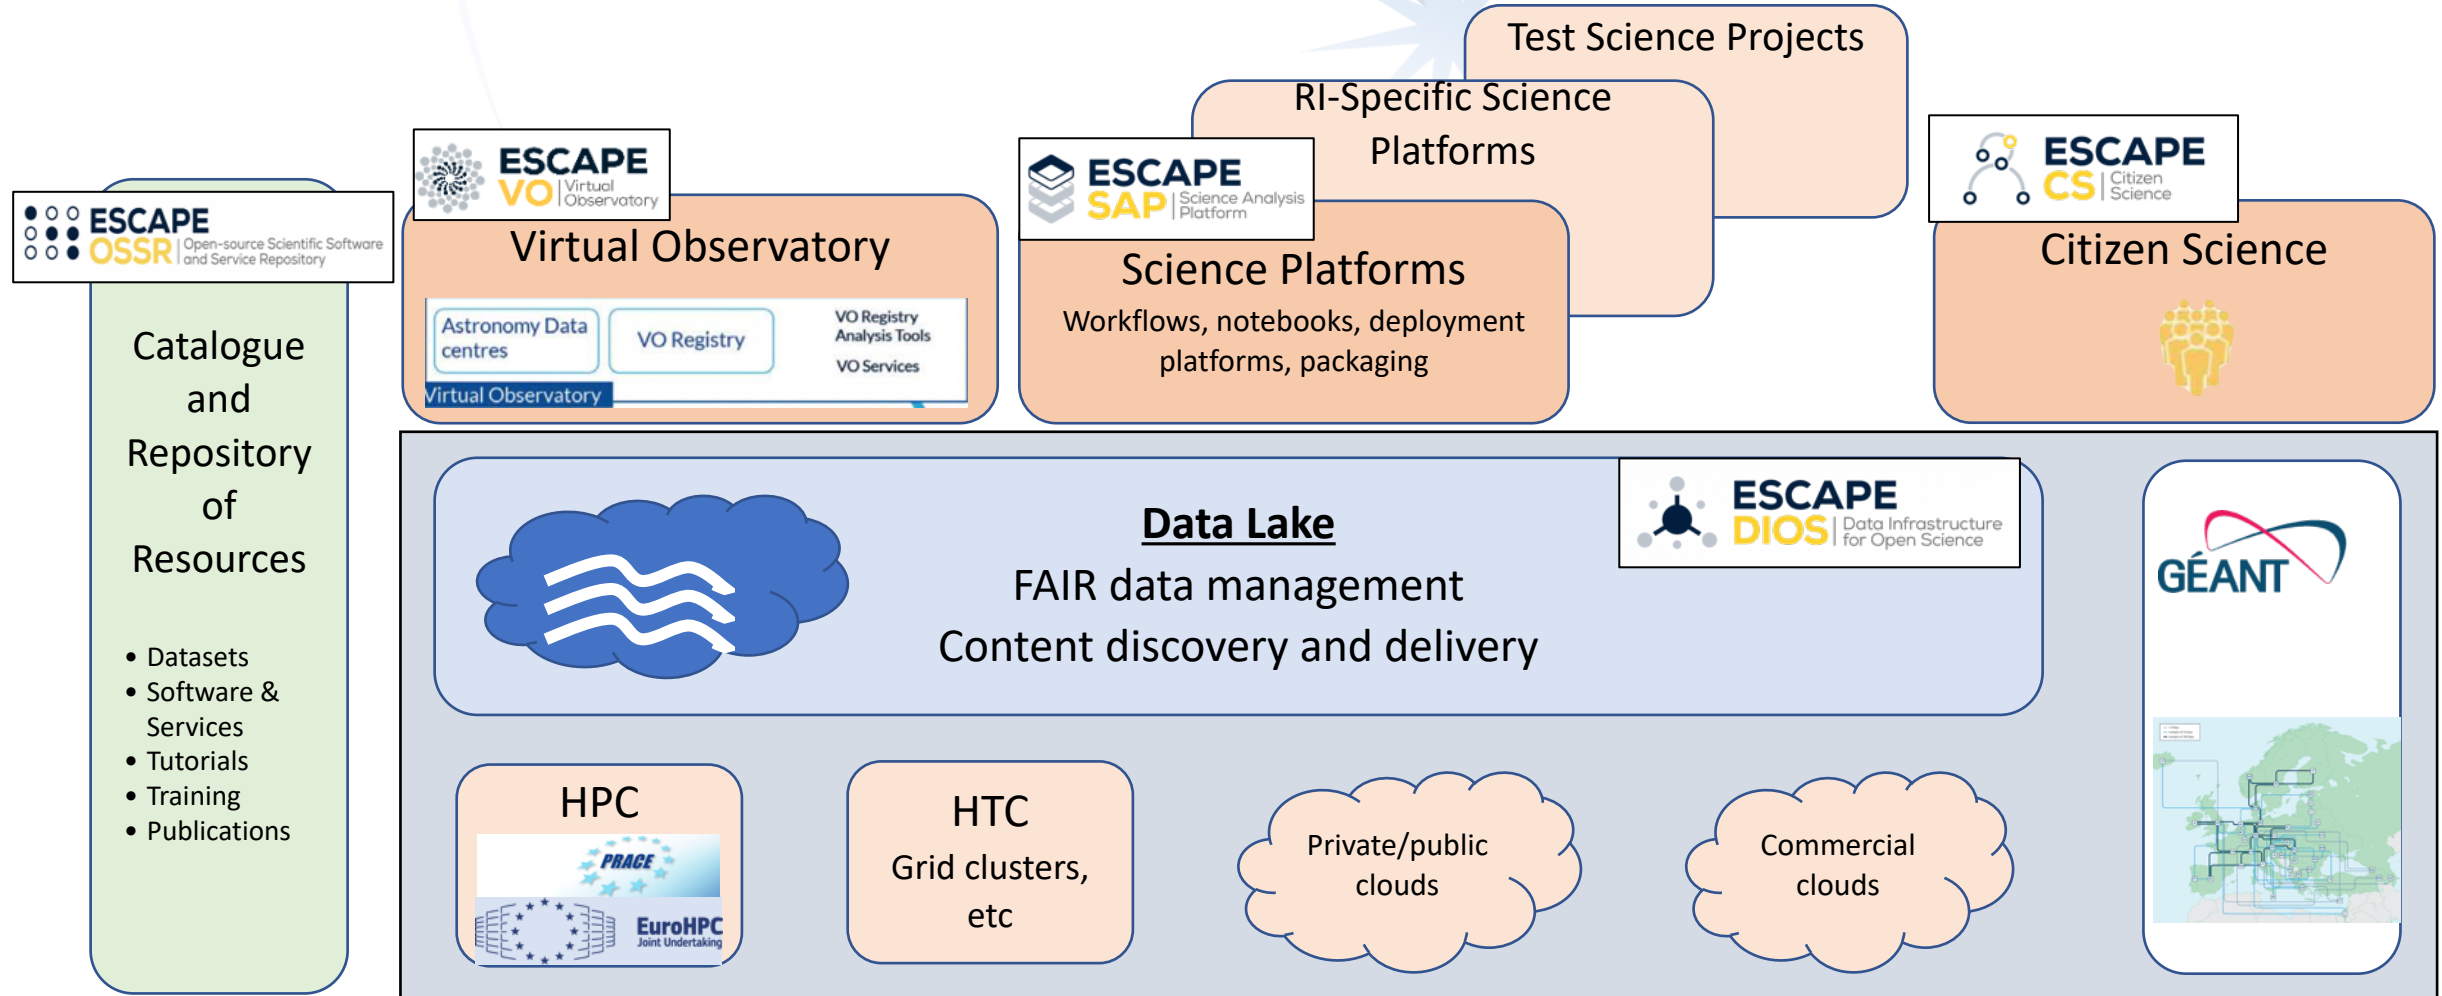 Test Science Projects
RI-Specific Science
Platforms
ESCAPE
OSSR | Open-source Scientific Software
and Service Repository
Catalogue
and
Repository
of
Resources
• Datasets
• Software &
Services
• Tutorials
• Training
• Publications
ESCAPE
VO | Virtual
Observatory
Virtual Observatory
Astronomy Data
centres
VO Registry
VO Registry
Analysis Tools
VO Services
Virtual Observatory
ESCAPE
SAP | Science Analysis
Platform
Science Platforms
Workflows, notebooks, deployment
platforms, packaging
ESCAPE
CS | Citizen
Science
Citizen Science
Data Lake
FAIR data management
Content discovery and delivery
ESCAPE
DIOS | Data Infrastructure
for Open Science
GÉANT
HPC
PRACE
EuroHPC
Joint Undertaking
HTC
Grid clusters,
etc
Private/public
clouds
Commercial
clouds